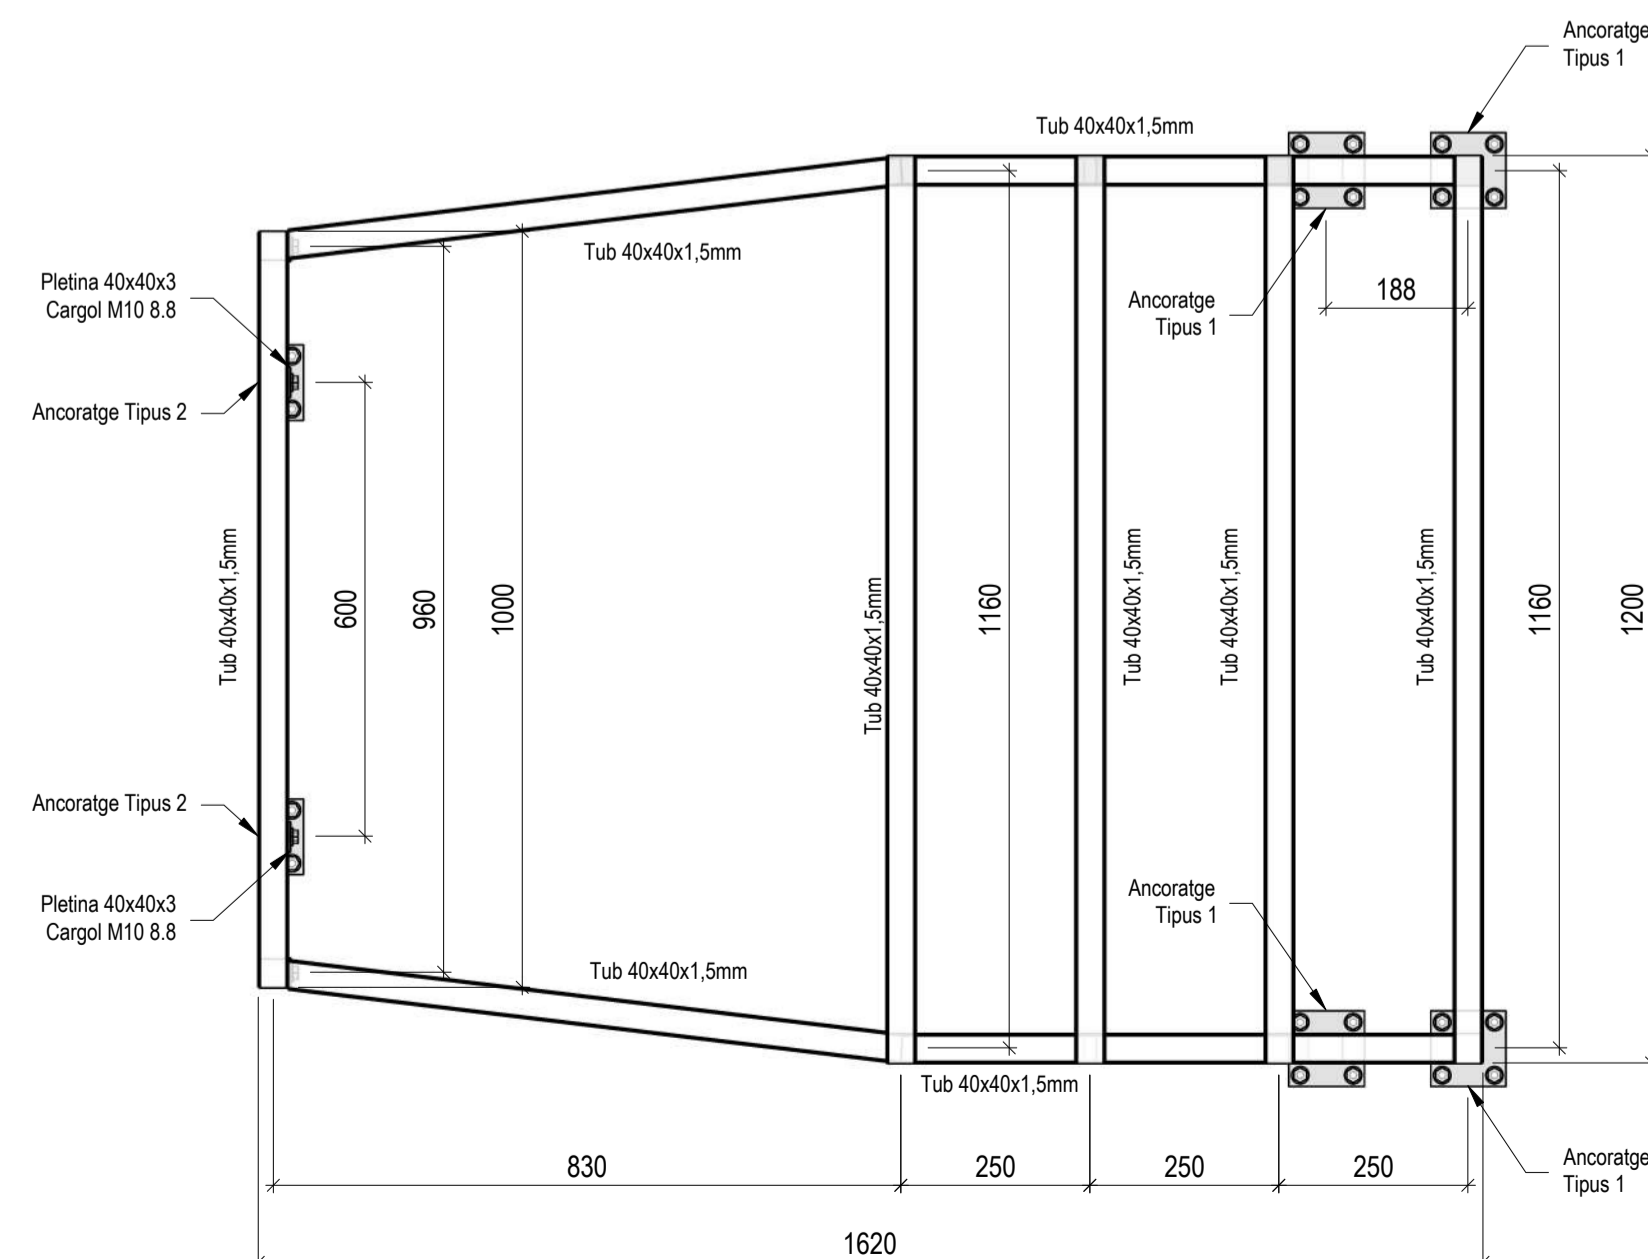 Ancoratge
Tipus 1
Tub 40x40x1,5mm
Tub 40x40x1,5mm
Pletina 40x40x3
Cargol M10 8.8
Ancoratge Tipus 2
Ancoratge
Tipus 1
188
Tub 40x40x1,5mm
600
960
1000
Tub 40x40x1,5mm
1160
Tub 40x40x1,5mm
Tub 40x40x1,5mm
Tub 40x40x1,5mm
1160
1200
Ancoratge Tipus 2
Pletina 40x40x3
Cargol M10 8.8
Ancoratge
Tipus 1
Tub 40x40x1,5mm
Tub 40x40x1,5mm
830
250
250
250
Ancoratge
Tipus 1
1620